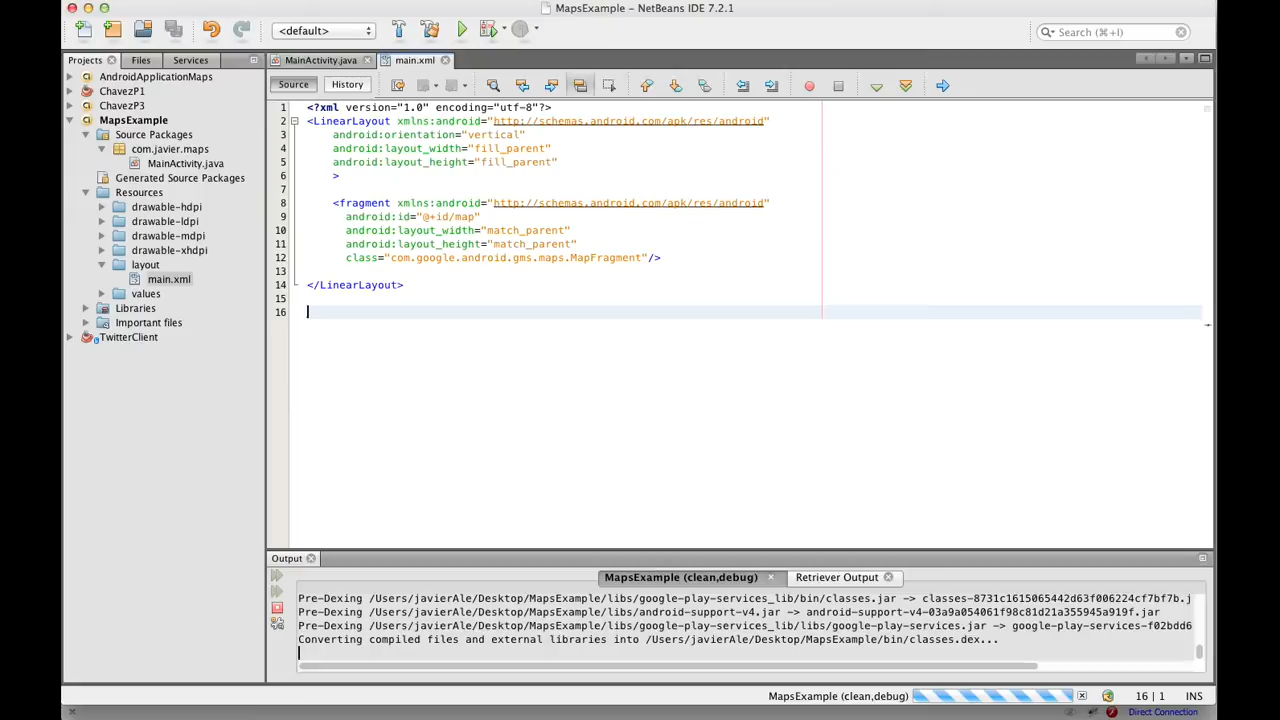 MapsExample – NetBeans IDE 7.2.1
<default>
Search (⌘+I)
Projects
Files
Services
MainActivity.java
main.xml
Source
History
AndroidApplicationMaps
ChavezP1
ChavezP3
MapsExample
Source Packages
com.javier.maps
MainActivity.java
Generated Source Packages
Resources
drawable-hdpi
drawable-ldpi
drawable-mdpi
drawable-xhdpi
layout
main.xml
values
Libraries
Important files
TwitterClient
1 <?xml version="1.0" encoding="utf-8"?>
2 <LinearLayout xmlns:android="http://schemas.android.com/apk/res/android"
3 android:orientation="vertical"
4 android:layout_width="fill_parent"
5 android:layout_height="fill_parent"
6 >
7
8 <fragment xmlns:android="http://schemas.android.com/apk/res/android"
9 android:id="@+id/map"
10 android:layout_width="match_parent"
11 android:layout_height="match_parent"
12 class="com.google.android.gms.maps.MapFragment"/>
13
14 </LinearLayout>
15
16
Output
MapsExample (clean,debug)
Retriever Output
Pre-Dexing /Users/javierAle/Desktop/MapsExample/libs/google-play-services_lib/bin/classes.jar -> classes-8731c1615065442d63f006224cf7bf7b.j
Pre-Dexing /Users/javierAle/Desktop/MapsExample/libs/android-support-v4.jar -> android-support-v4-03a9a054061f98c81d21a355945a919f.jar
Pre-Dexing /Users/javierAle/Desktop/MapsExample/libs/google-play-services_lib/libs/google-play-services.jar -> google-play-services-f02bdd6
Converting compiled files and external libraries into /Users/javierAle/Desktop/MapsExample/bin/classes.dex...
MapsExample (clean,debug)
16 | 1
INS
Direct Connection